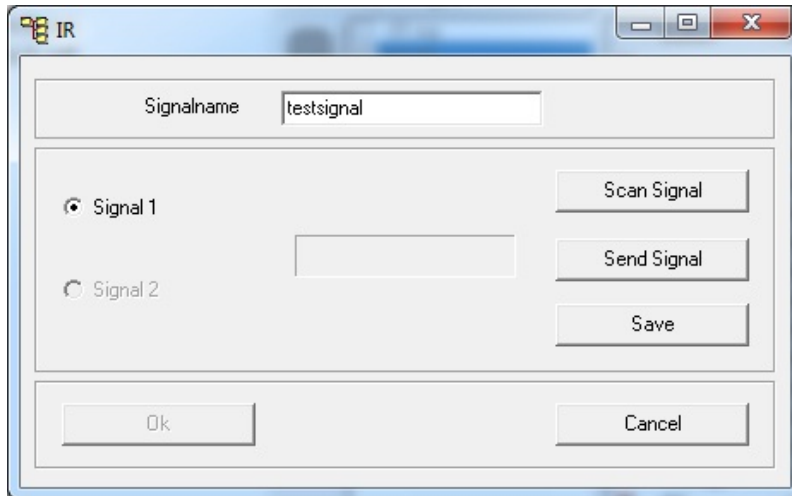 IR
Signalname testsignal
Signal 1
Scan Signal
Send Signal
Signal 2
Save
Ok
Cancel